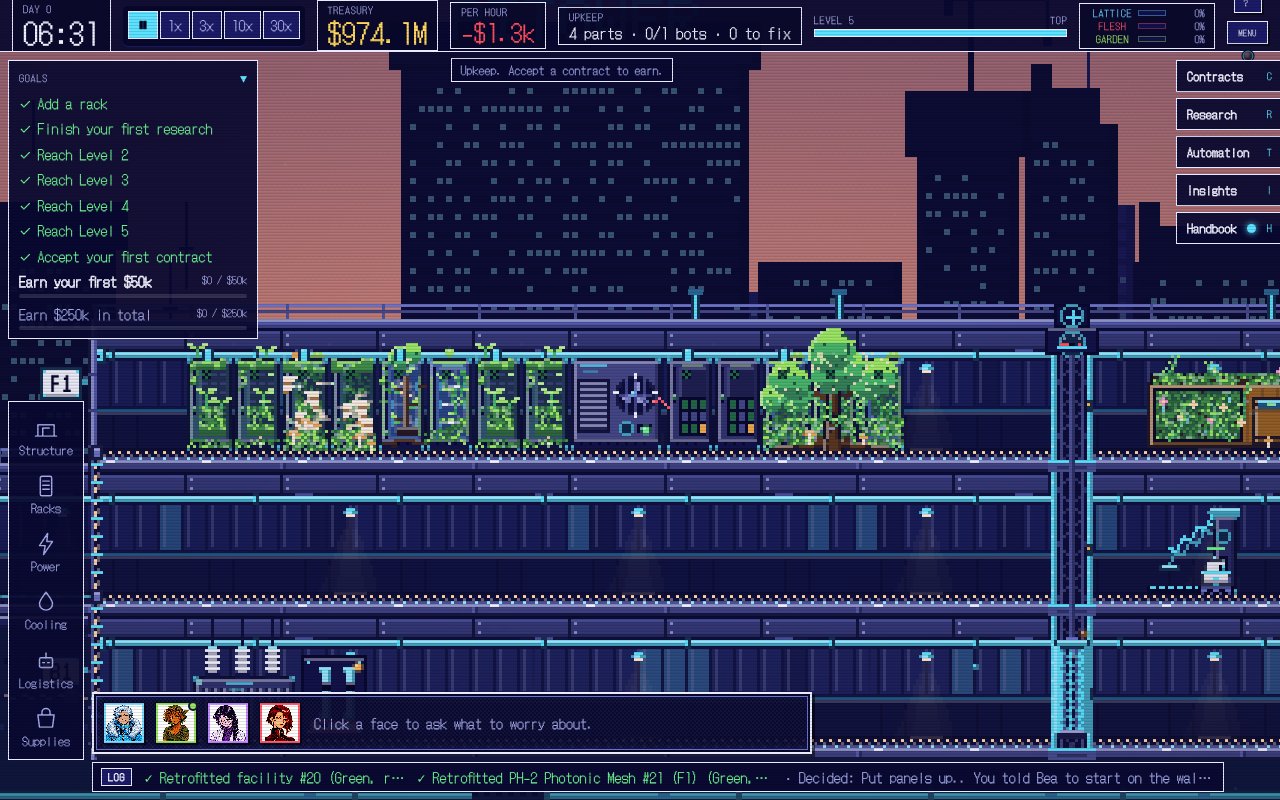 DAY 0
06:31
1x
3x
10x
30x
TREASURY
$974.1M
PER HOUR
-$1.3k
UPKEEP
4 parts · 0/1 bots · 0 to fix
LEVEL 5
TOP
LATTICE 0%
FLESH 0%
GARDEN 0%
?
MENU
Upkeep. Accept a contract to earn.
GOALS
✓ Add a rack
✓ Finish your first research
✓ Reach Level 2
✓ Reach Level 3
✓ Reach Level 4
✓ Reach Level 5
✓ Accept your first contract
Earn your first $50k $0 / $50k
Earn $250k in total $0 / $250k
Contracts C
Research R
Automation T
Insights I
Handbook H
F1
Structure
Racks
Power
Cooling
Logistics
Supplies
Click a face to ask what to worry about.
LOG
✓ Retrofitted facility #20 (Green, r···
✓ Retrofitted PH-2 Photonic Mesh #21 (F1) (Green, ···
· Decided: Put panels up.. You told Bea to start on the wal···